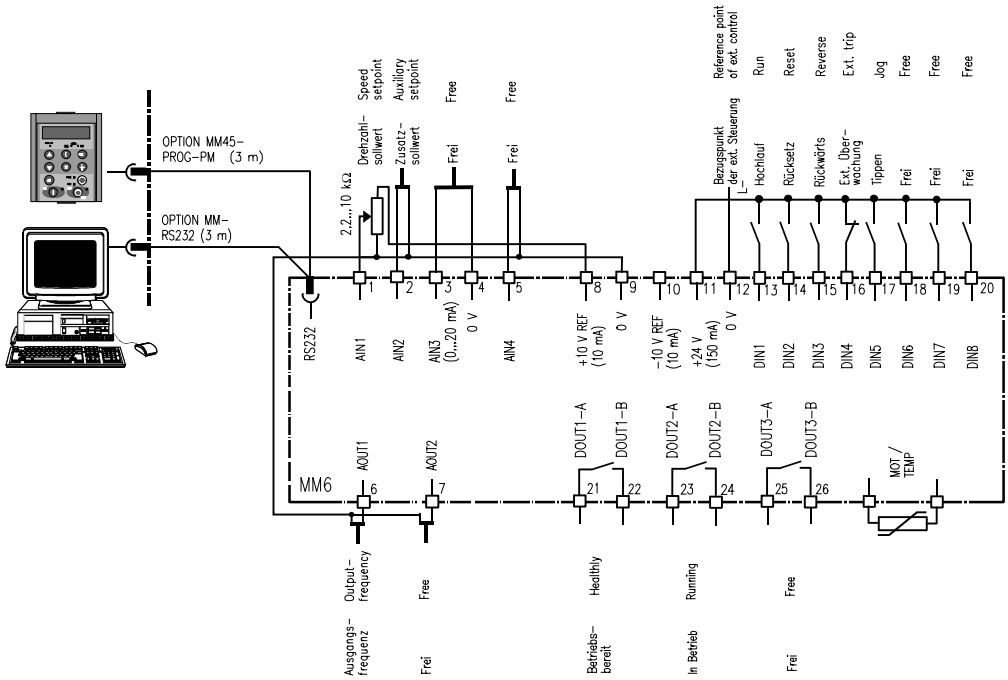 OPTION MM45-
PROG-PM (3 m)
OPTION MM-
RS232 (3 m)
Speed
setpoint
Drehzahl-
sollwert
Auxiliary
setpoint
Zusatz-
sollwert
Free
Frei
Free
Frei
2,2...10 kΩ
Reference point
of ext. control
Bezugspunkt
der ext. Steuerung
L-
Run
Hochlauf
Reset
Rücksetz
Reverse
Rückwärts
Ext. trip
Ext. Über-
wachung
Jog
Tippen
Free
Frei
Free
Frei
Free
Frei
1
2
3
4
5
8
9
10
11
12
13
14
15
16
17
18
19
20
RS232
AIN1
AIN2
AIN3
(0...20 mA)
0 V
AIN4
+10 V REF
(10 mA)
0 V
-10 V REF
(10 mA)
+24 V
(150 mA)
0 V
DIN1
DIN2
DIN3
DIN4
DIN5
DIN6
DIN7
DIN8
MM6
AOUT1
AOUT2
DOUT1-A
DOUT1-B
DOUT2-A
DOUT2-B
DOUT3-A
DOUT3-B
MOT/
TEMP
6
7
21
22
23
24
25
26
Output-
frequency
Free
Healthly
Running
Free
Ausgangs-
frequenz
Frei
Betriebs-
bereit
In Betrieb
Frei